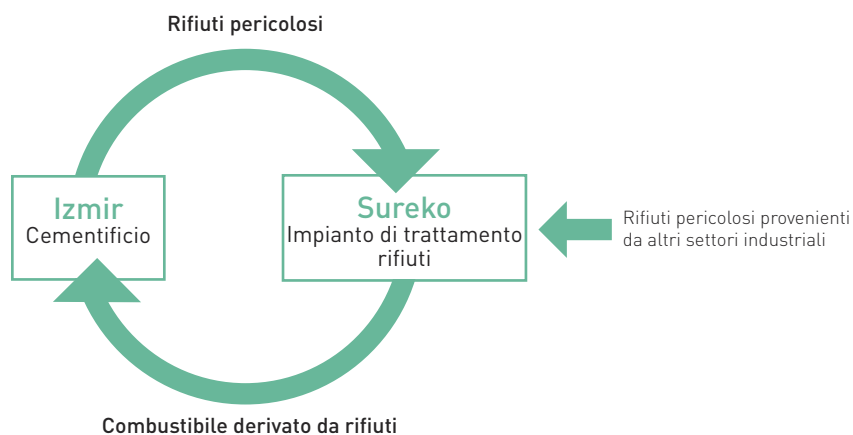 Rifiuti pericolosi
Izmir
Cementificio
Sureko
Impianto di trattamento
rifiuti
Rifiuti pericolosi provenienti
da altri settori industriali
Combustibile derivato da rifiuti